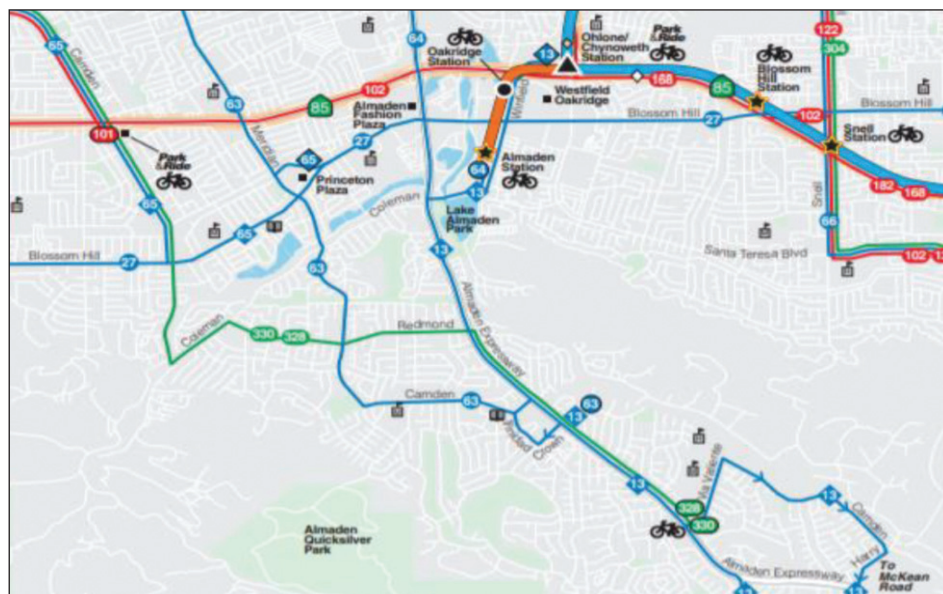 65
Camden
63
64
Oakridge
Station
13
Ohlone/
Chynoweth
Station
Park
& Ride
168
85
Blossom
Hill
Station
122
304
102
85
102
Almaden
Fashion
Plaza
Westfield
Oakridge
Winfield
Blossom Hill
27
Blossom Hill
101
Park
& Ride
Meridian
27
65
Princeton
Plaza
64
Almaden
Station
13
Snell
Station
182
168
65
Coleman
Lake
Almaden
Park
Snell
66
65
Blossom Hill
27
63
13
Santa Teresa Blvd
102
Almaden Expressway
Coleman
330
328
Redmond
Camden
63
63
13
Trinidad
Crown
13
Via Valiente
328
330
13
Camden
Harry
Almaden
Quicksilver
Park
Almaden Expressway
To
McKean
Road
13
13